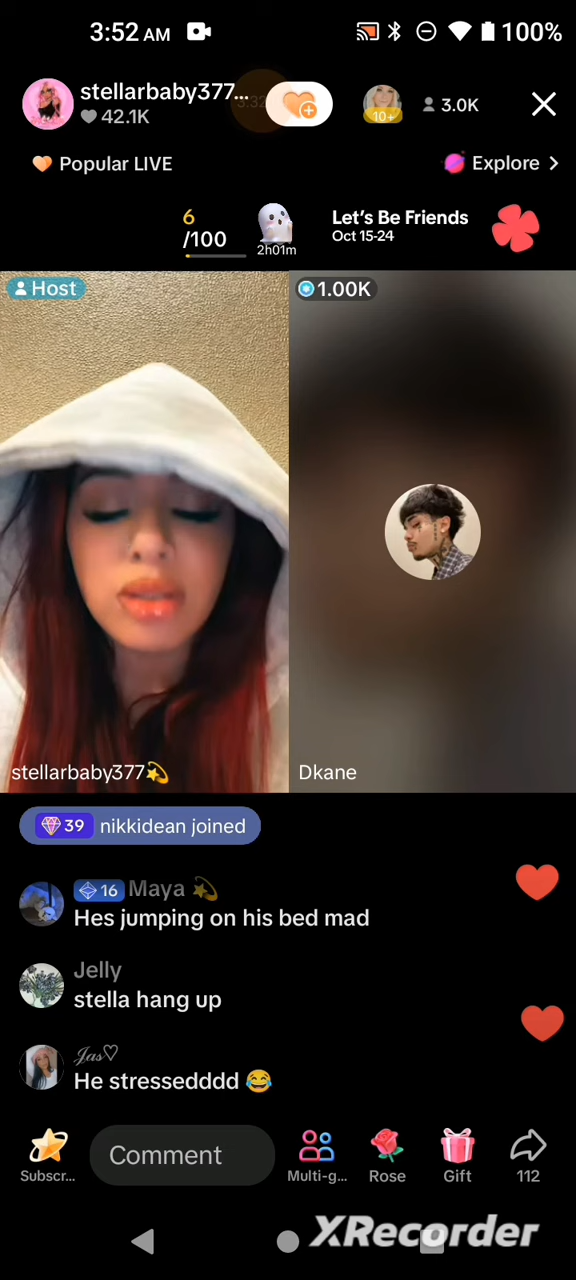 3:52 AM
100%
stellarbaby377...
42.1K
10+
3.0K
Popular LIVE
Explore >
6
/100
2h01m
Let's Be Friends
Oct 15-24
Host
1.00K
stellarbaby377💫
Dkane
39 nikkidean joined
16 Maya 💫
Hes jumping on his bed mad
Jelly
stella hang up
𝒥𝒶𝓈♡
He stressedddd 😂
Subscr...
Comment
Multi-g...
Rose
Gift
112
XRecorder